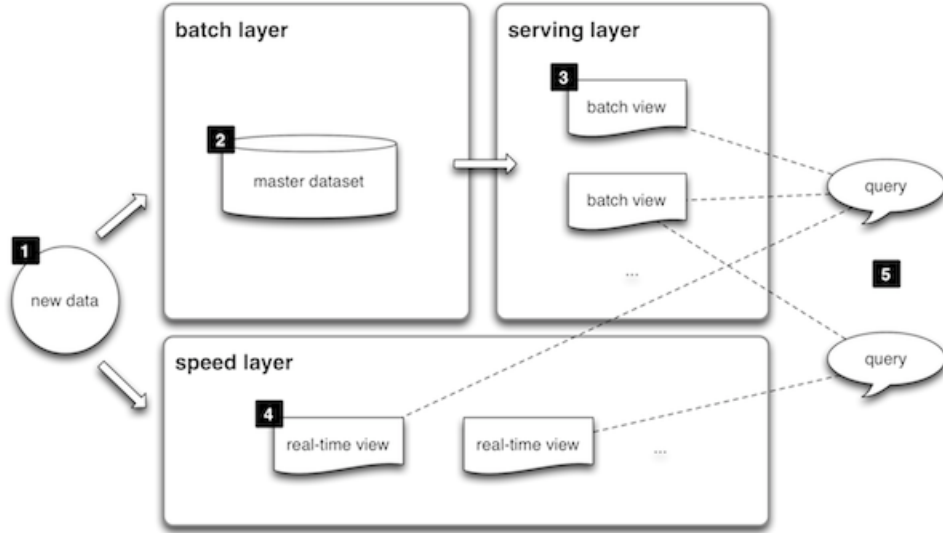 batch layer
serving layer
3
batch view
2
master dataset
query
batch view
1
...
5
new data
speed layer
query
4
real-time view
real-time view
...